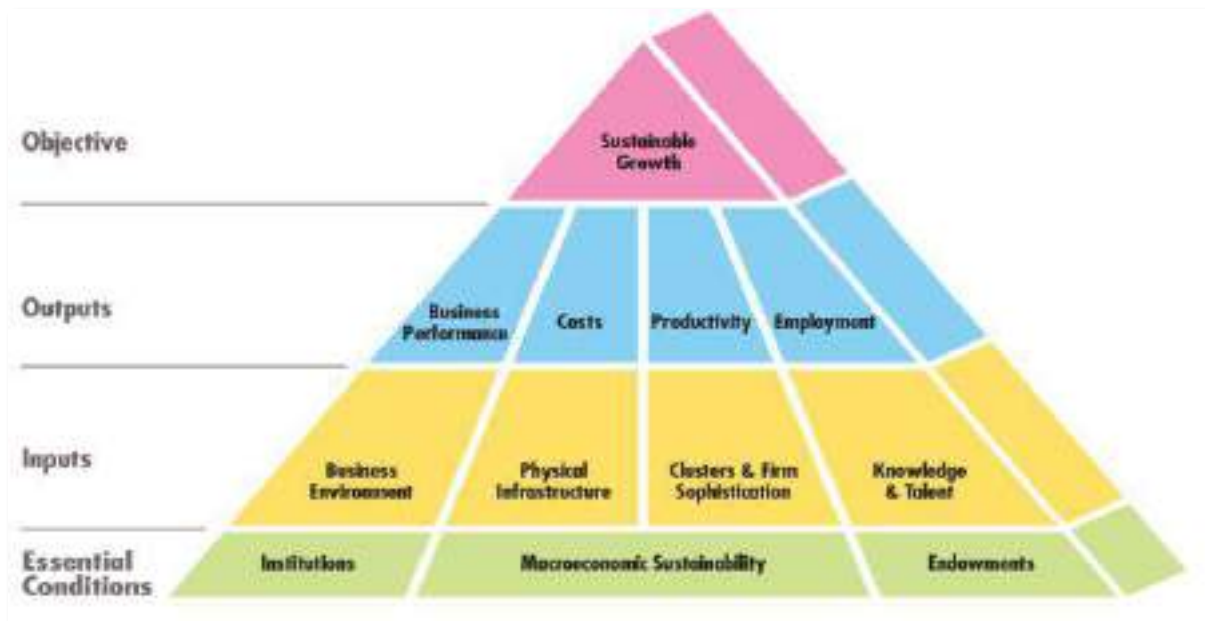 Objective
Sustainable
Growth
Outputs
Business
Performance
Costs
Productivity
Employment
Inputs
Business
Environment
Physical
Infrastructure
Clusters & Firm
Sophistication
Knowledge
& Talent
Essential
Conditions
Institutions
Macroeconomic Sustainability
Endowments